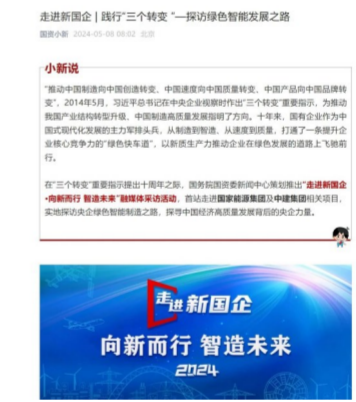 走进新国企 | 践行"三个转变 "—探访绿色智能发展之路
国资小新 2024-05-08 08:02 北京
小新说
"推动中国制造向中国创造转变、中国速度向中国质量转变、中国产品向中国品牌转
变"，2014年5月，习近平总书记在中央企业视察时作出"三个转变"重要指示，为推动
我国产业结构转型升级、中国制造高质量发展指明了方向。十年来，国有企业作为中
国式现代化发展的主力军排头兵，从制造到智造、从速度到质量，打通了一条提升企
业核心竞争力的"绿色快车道"，以新质生产力推动企业在绿色发展的道路上飞驰前
行。
在"三个转变"重要指示提出十周年之际，国务院国资委新闻中心策划推出"走进新国企
•向新而行 智造未来"融媒体采访活动，首站走进国家能源集团及中建集团相关项目，
实地探访央企绿色智能制造之路，探寻中国经济高质量发展背后的央企力量。
走进新国企
向新而行 智造未来
2024